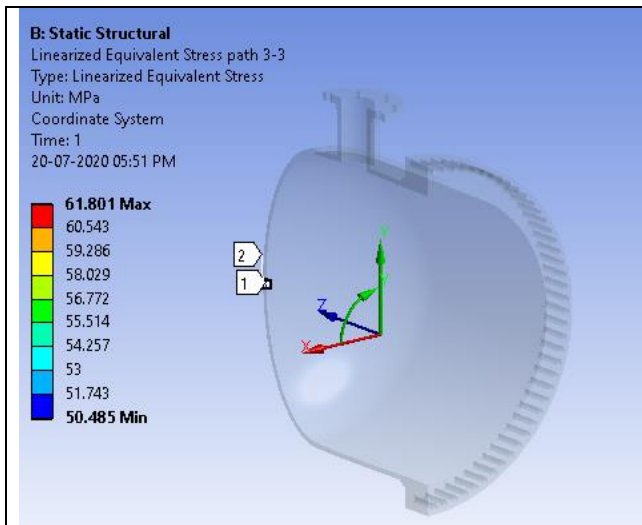 B: Static Structural
Linearized Equivalent Stress path 3-3
Type: Linearized Equivalent Stress
Unit: MPa
Coordinate System
Time: 1
20-07-2020 05:51 PM
61.801 Max
60.543
59.286
58.029
56.772
55.514
54.257
53
51.743
50.485 Min
2
1
Y
Y
Z
X